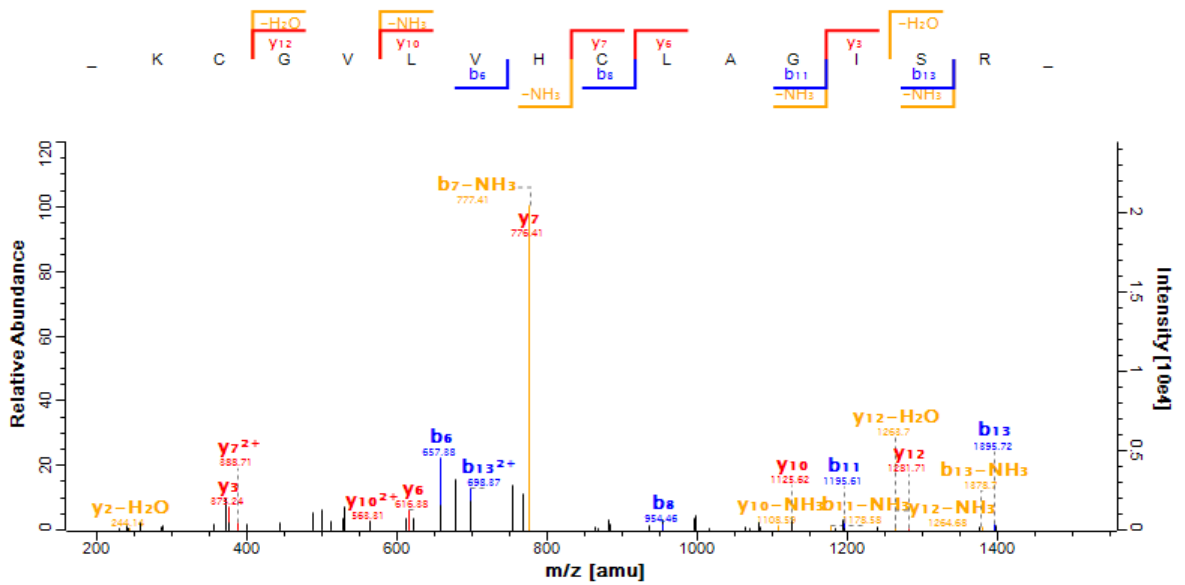 –H₂O –NH₃ –H₂O
y₁₂ y₁₀ y₇ y₆ y₃
_ K C G V L V H C L A G I S R _
b₆ b₈ b₁₁ b₁₃
–NH₃ –NH₃ –NH₃
120
100
80
60
40
20
0
Relative Abundance
2
1.5
1
0.5
0
Intensity [10e4]
b₇–NH₃
777.41
y₇
776.41
y₁₂–H₂O
1263.7
b₆
657.38
y₇²⁺
388.71
y₁₂
1281.71
b₁₃
1395.72
b₁₃²⁺
698.37
y₁₀
1125.62
b₁₁
1195.61
b₁₃–NH₃
1378.7
y₃
375.24
y₆
616.38
y₂–H₂O
244.14
y₁₀²⁺
563.31
b₈
954.46
y₁₀–NH₃
1108.59
b₁₁–NH₃
1178.58
y₁₂–NH₃
1264.68
200 400 600 800 1000 1200 1400
m/z [amu]